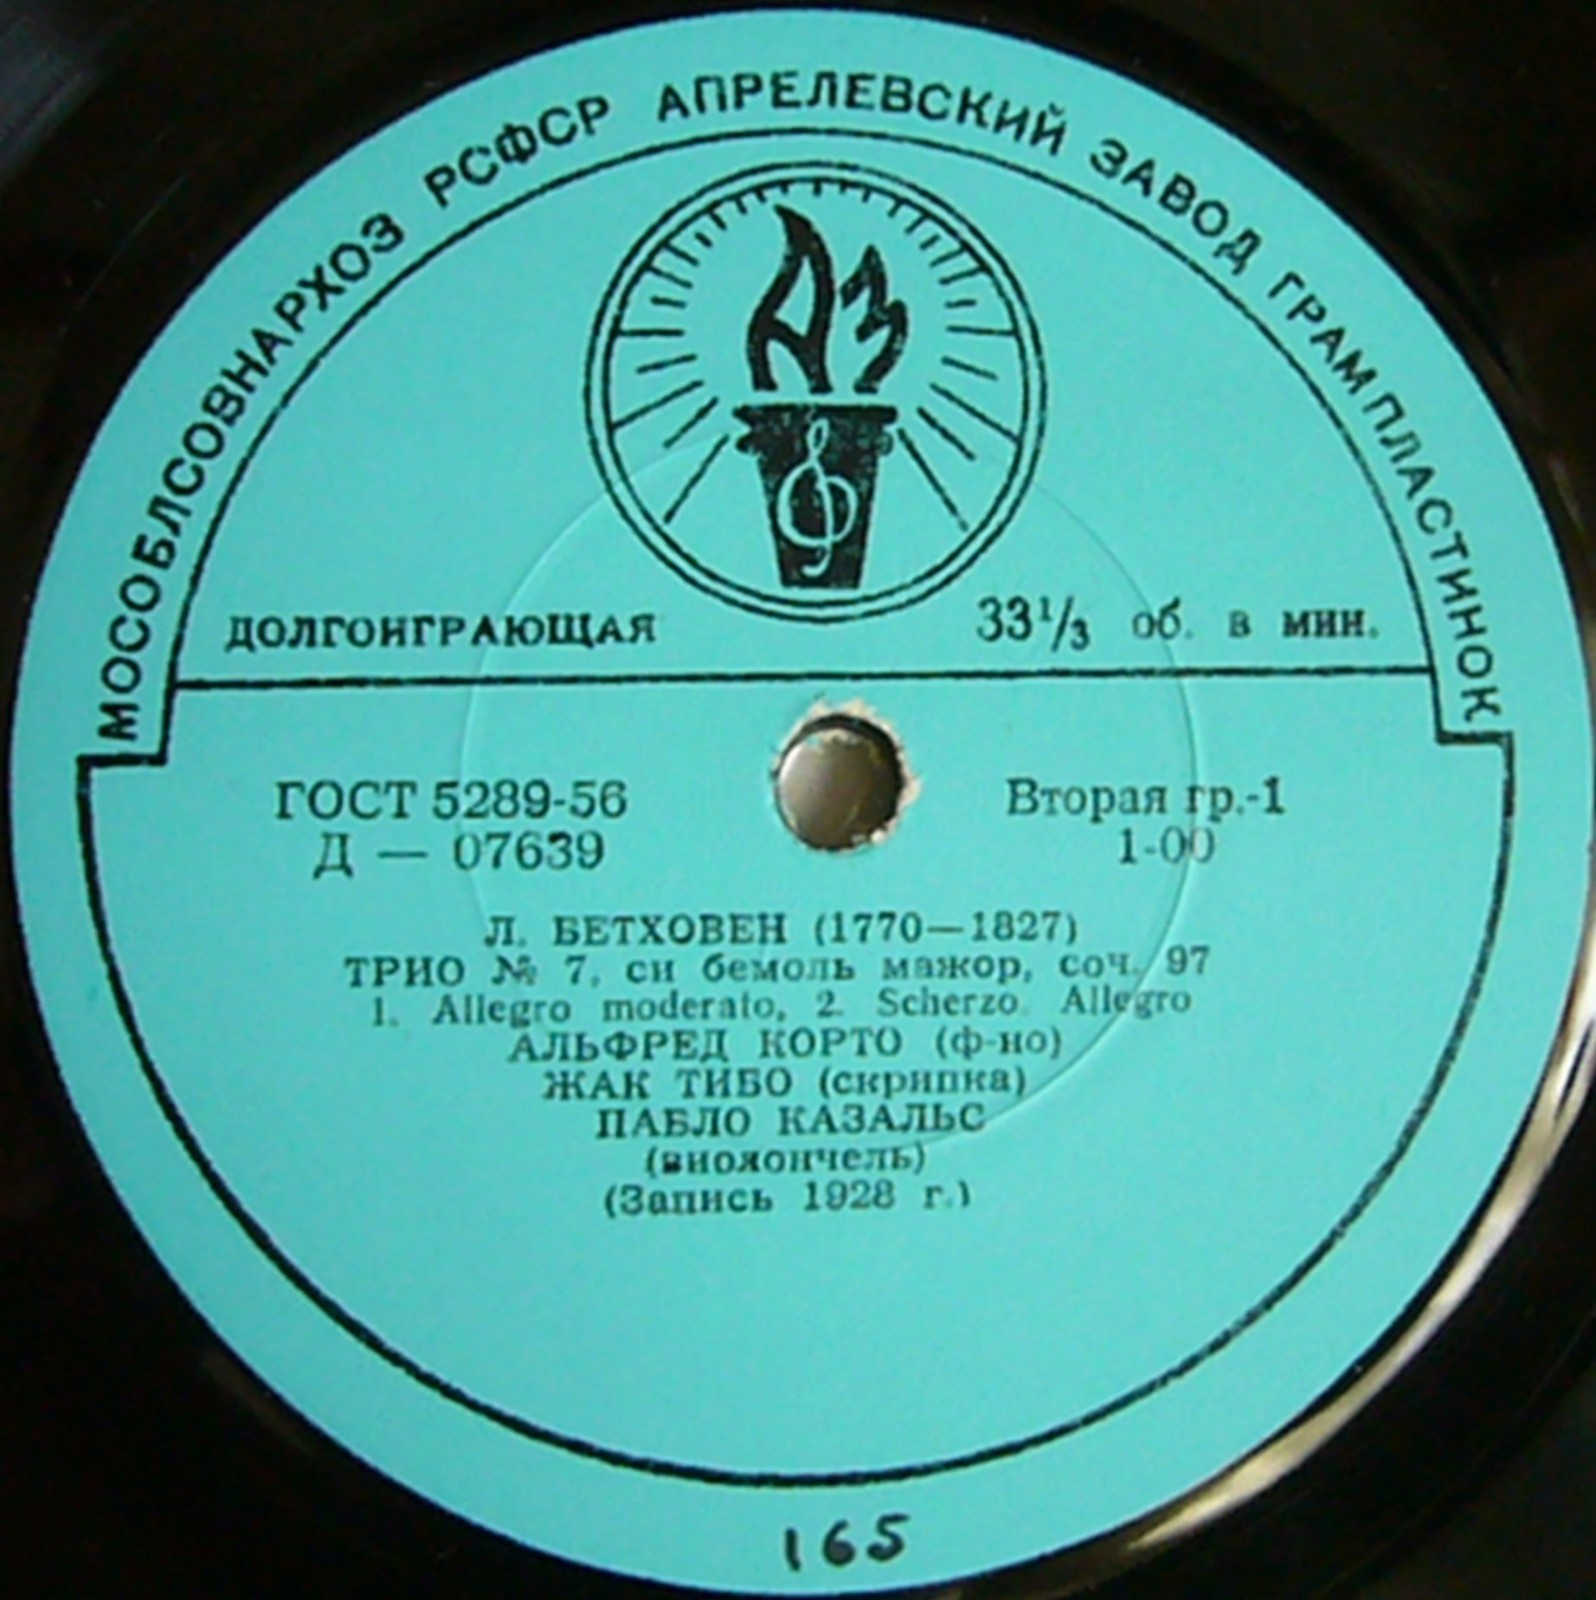 МОСОБЛСОВНАРХОЗ РСФСР АПРЕЛЕВСКИЙ ЗАВОД ГРАМПЛАСТИНОК
АЗ
ДОЛГОИГРАЮЩАЯ 33⅓ об. в мин.
ГОСТ 5289-56 Вторая гр.-1
Д — 07639 1-00
Л. БЕТХОВЕН (1770—1827)
ТРИО № 7, си бемоль мажор, соч. 97
1. Allegro moderato, 2. Scherzo. Allegro
АЛЬФРЕД КОРТО (ф-но)
ЖАК ТИБО (скрипка)
ПАБЛО КАЗАЛЬС
(виолончель)
(Запись 1928 г.)
165